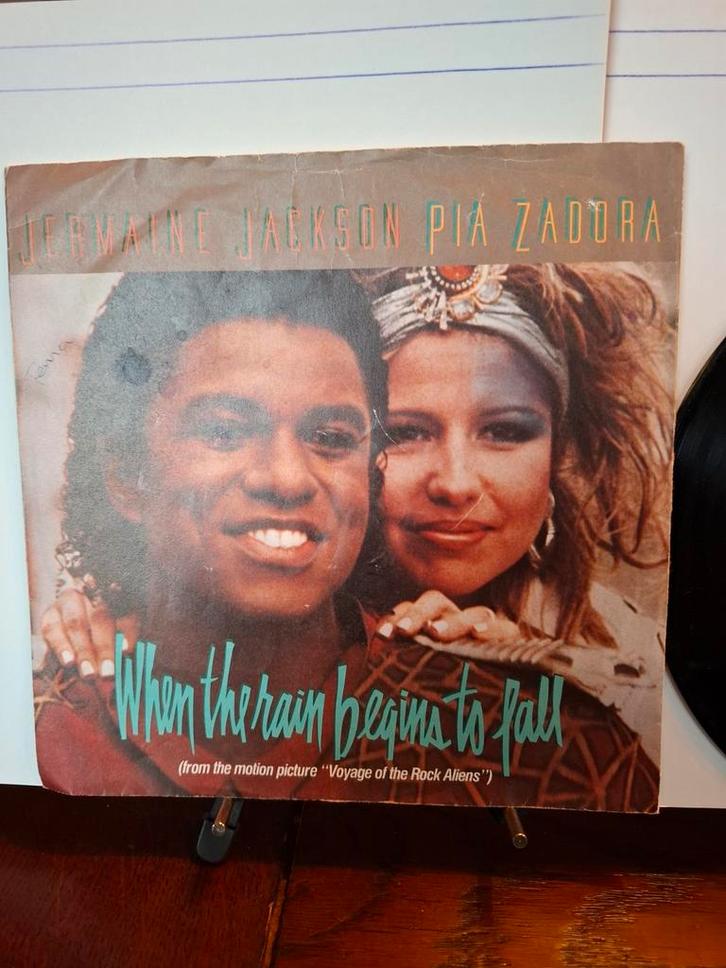 JERMAINE JACKSON PIA ZADORA
When the rain begins to fall
(from the motion picture "Voyage of the Rock Aliens")